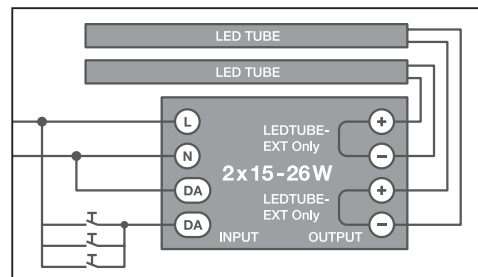 LED TUBE
LED TUBE
L
LEDTUBE-
EXT Only
+
N
−
2x15-26W
DA
LEDTUBE-
EXT Only
+
DA
−
INPUT
OUTPUT